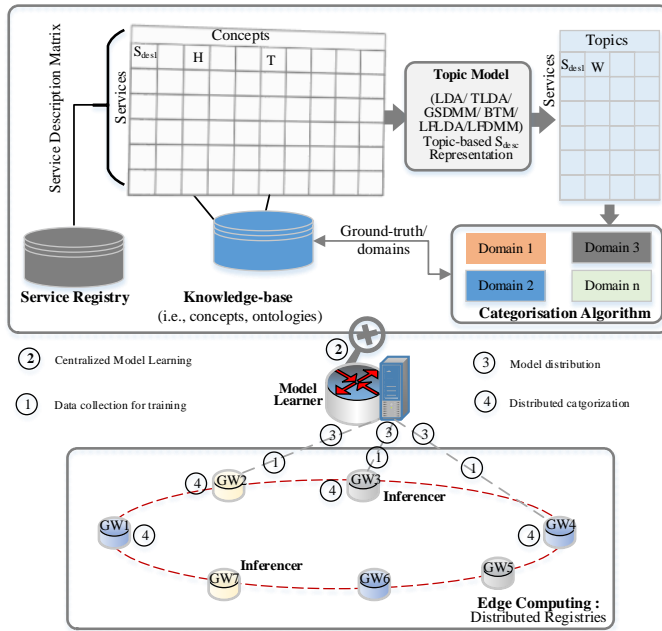 Service Description Matrix
Services
Concepts
S desl H T
Topic Model
(LDA/ TLDA/
GSDMM/ BTM/
LFLDA/LFDMM)
Topic-based S desc
Representation
Services
Topics
S desl W
Service Registry
Knowledge-base
(i.e., concepts, ontologies)
Ground-truth/
domains
Domain 1
Domain 3
Domain 2
Domain n
Categorisation Algorithm
2 Centralized Model Learning
1 Data collection for training
2
Model
Learner
3 Model distribution
4 Distributed catgorization
3
3
3
1
1
1
GW2
4
GW3
4
Inferencer
GW1
4
GW4
4
GW7
Inferencer
GW6
GW5
Edge Computing :
Distributed Registries